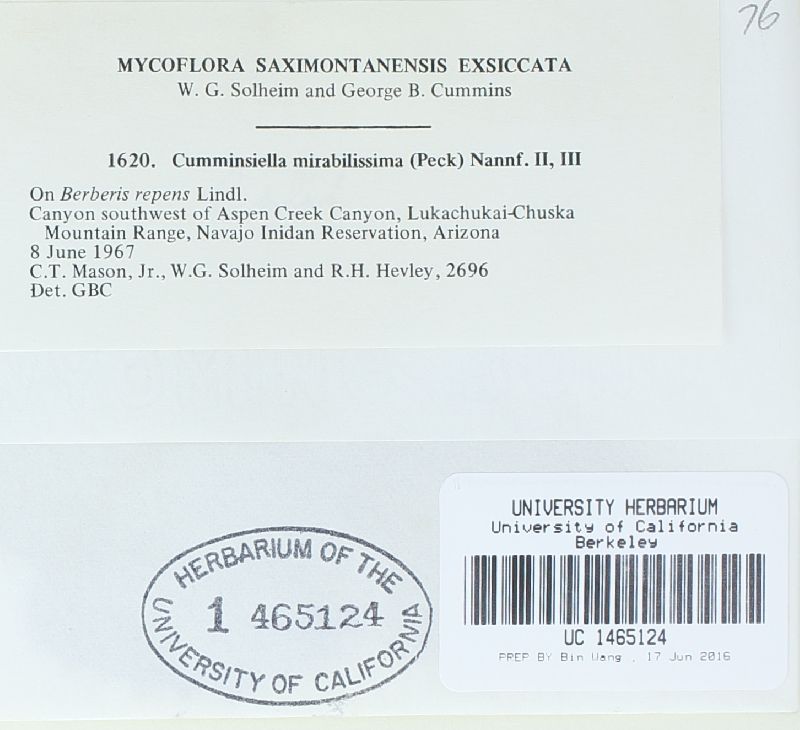 76
MYCOFLORA SAXIMONTANENSIS EXSICCATA
W. G. Solheim and George B. Cummins
1620. Cumminsiella mirabilissima (Peck) Nannf. II, III
On Berberis repens Lindl.
Canyon southwest of Aspen Creek Canyon, Lukachukai-Chuska
Mountain Range, Navajo Inidan Reservation, Arizona
8 June 1967
C.T. Mason, Jr., W.G. Solheim and R.H. Hevley, 2696
Det. GBC
HERBARIUM OF THE
1 465124
UNIVERSITY OF CALIFORNIA
UNIVERSITY HERBARIUM
University of California
Berkeley
UC 1465124
PREP BY Bin Wang , 17 Jun 2016